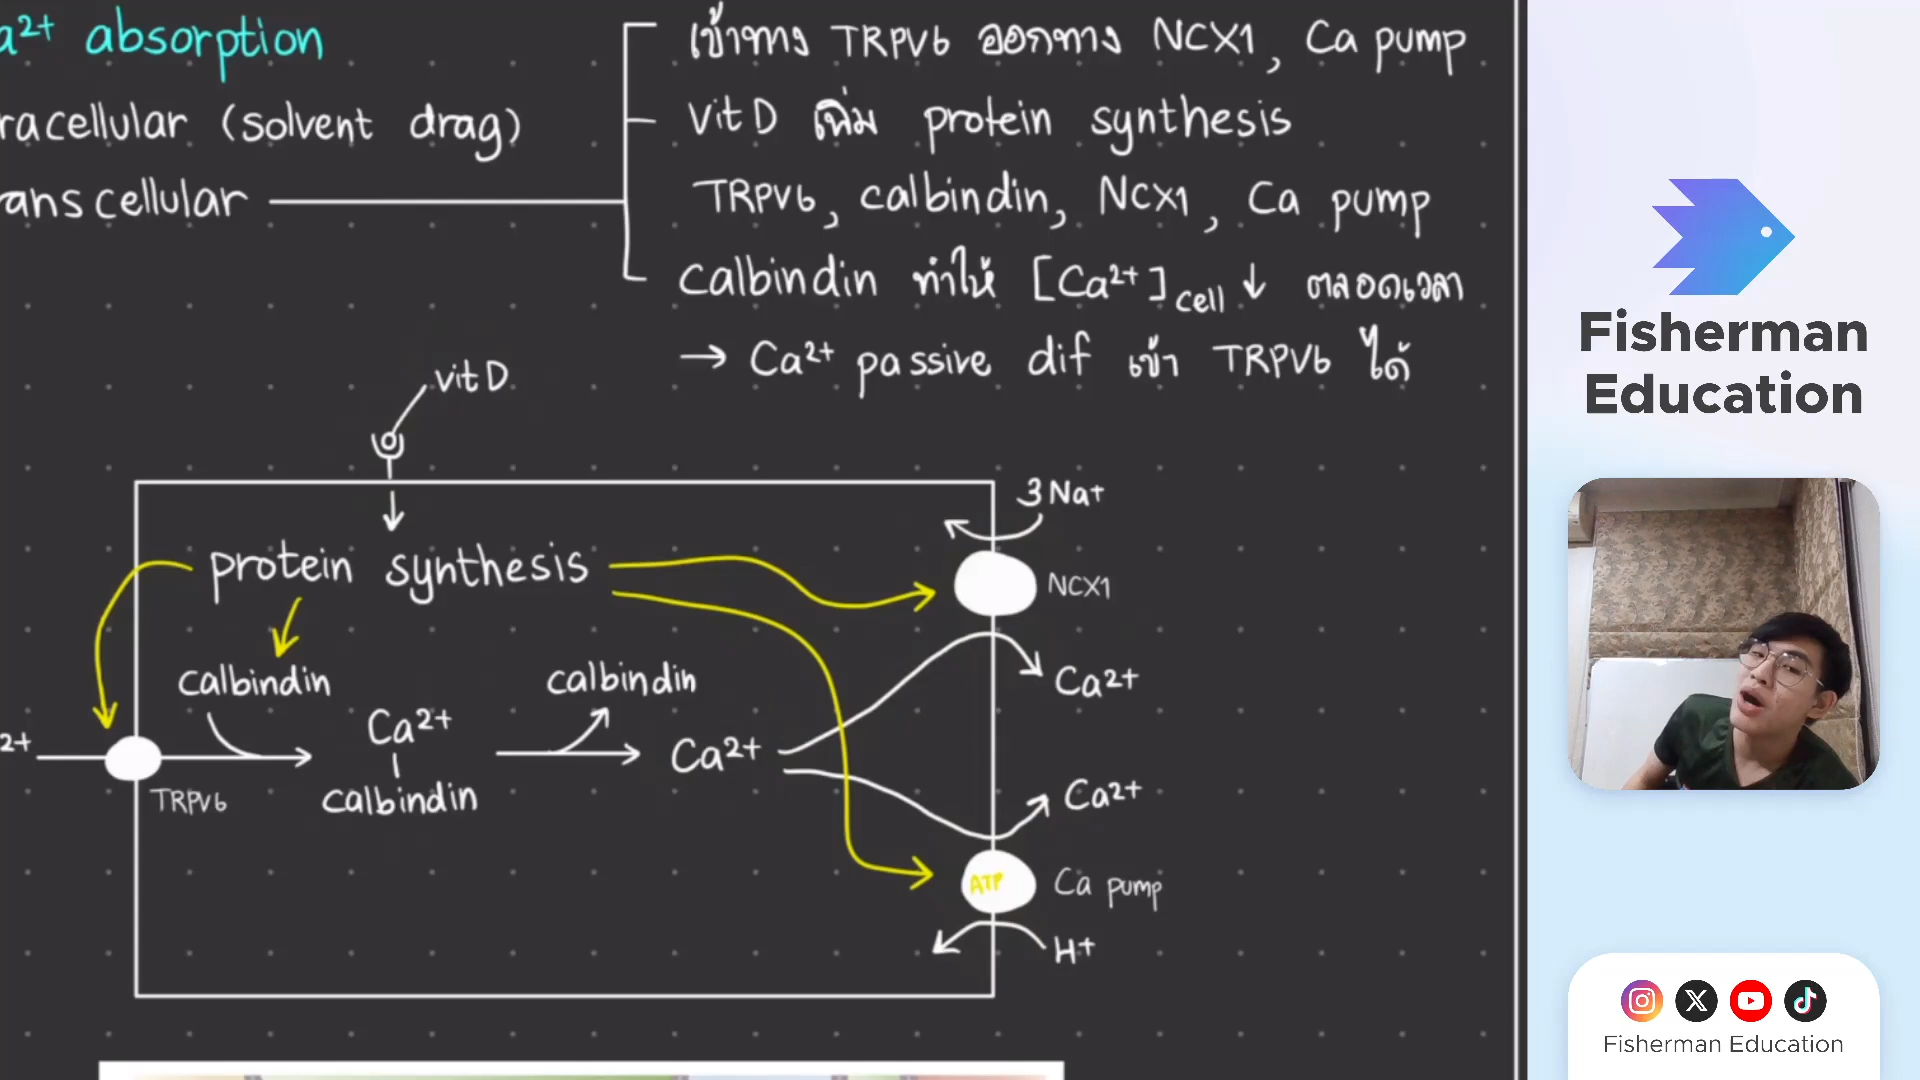 a²⁺ absorption
racellular (solvent drag)
anscellular
เข้าทาง TRPV6 ออกทาง NCX1, Ca pump
vit D เพิ่ม protein synthesis
TRPV6, calbindin, NCX1, Ca pump
calbindin ทำให้ [Ca²⁺]cell ↓ ตลอดเวลา
→ Ca²⁺ passive dif เข้า TRPV6 ได้
vit D
3 Na⁺
protein synthesis
NCX1
calbindin
calbindin
Ca²⁺
Ca²⁺
2+
Ca²⁺
calbindin
TRPV6
Ca²⁺
ATP
Ca pump
H⁺
Fisherman
Education
Fisherman Education